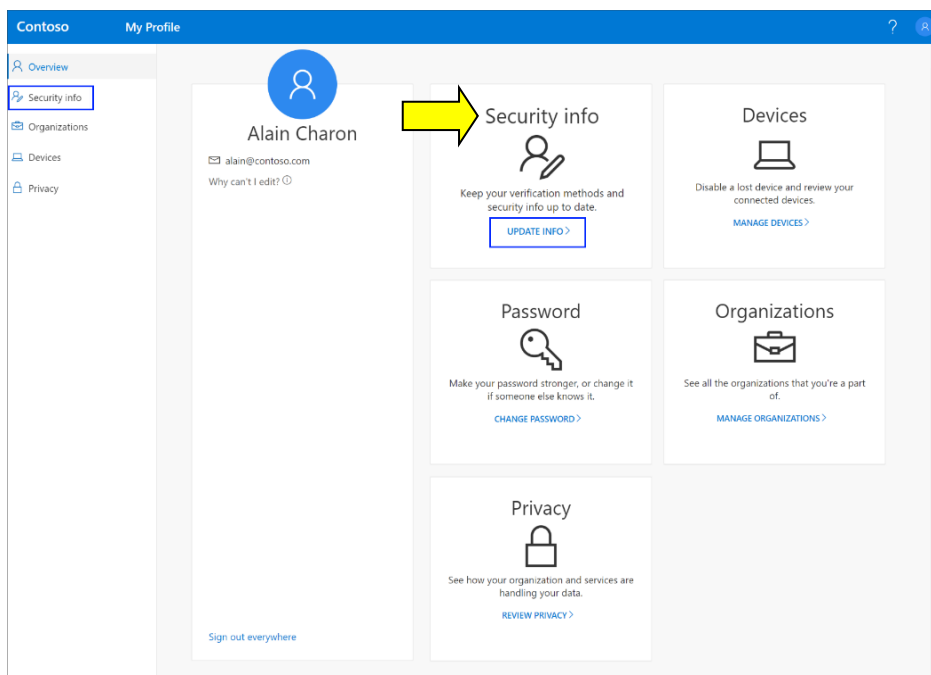 Contoso
My Profile
?
Overview
Security info
Organizations
Devices
Privacy
Alain Charon
alain@contoso.com
Why can't I edit?
Sign out everywhere
Security info
Keep your verification methods and
security info up to date.
UPDATE INFO
Devices
Disable a lost device and review your
connected devices.
MANAGE DEVICES
Password
Make your password stronger, or change it
if someone else knows it.
CHANGE PASSWORD
Organizations
See all the organizations that you're a part
of.
MANAGE ORGANIZATIONS
Privacy
See how your organization and services are
handling your data.
REVIEW PRIVACY